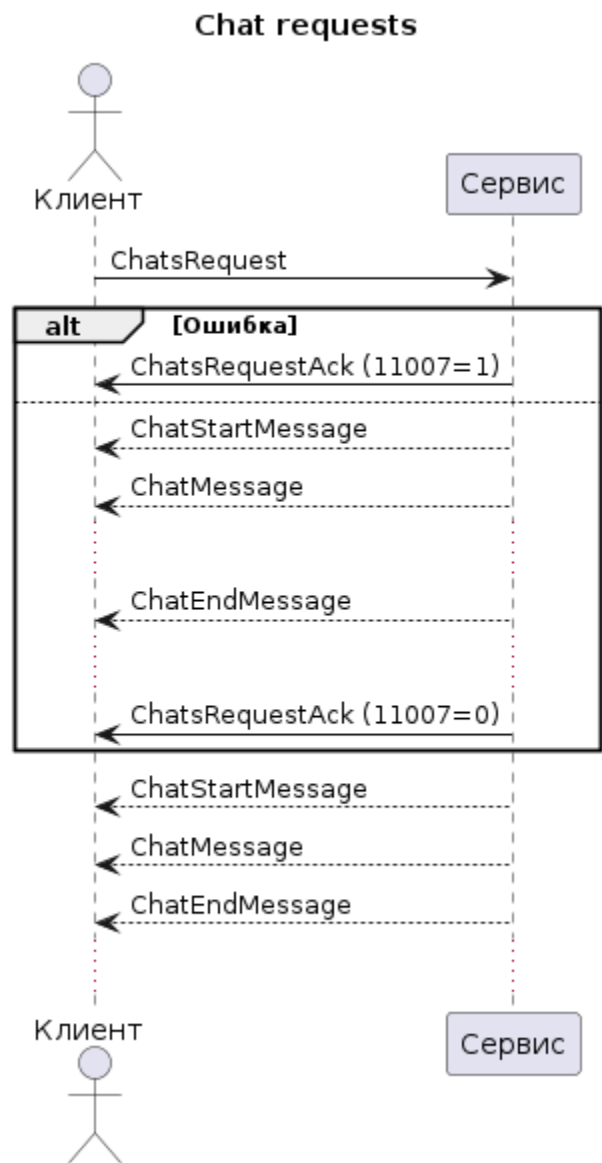 Chat requests
Клиент
Сервис
ChatsRequest
alt [Ошибка]
ChatsRequestAck (11007=1)
ChatStartMessage
ChatMessage
ChatEndMessage
ChatsRequestAck (11007=0)
ChatStartMessage
ChatMessage
ChatEndMessage
Клиент
Сервис